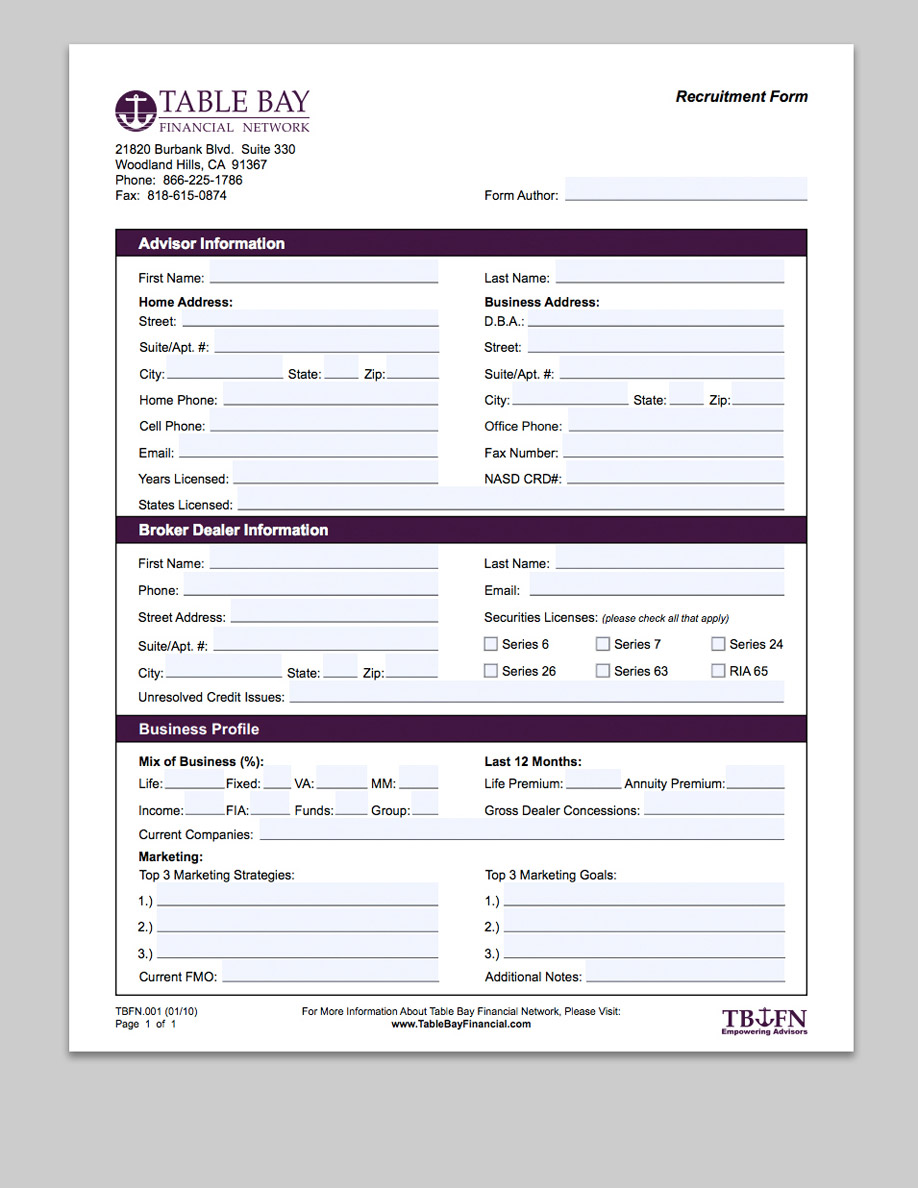 TABLE BAY
FINANCIAL NETWORK
Recruitment Form
21820 Burbank Blvd. Suite 330
Woodland Hills, CA 91367
Phone: 866-225-1786
Fax: 818-615-0874
Form Author:
Advisor Information
First Name: Last Name:
Home Address: Business Address:
Street: D.B.A.:
Suite/Apt. #: Street:
City: State: Zip: Suite/Apt. #:
Home Phone: City: State: Zip:
Cell Phone: Office Phone:
Email: Fax Number:
Years Licensed: NASD CRD#:
States Licensed:
Broker Dealer Information
First Name: Last Name:
Phone: Email:
Street Address: Securities Licenses: (please check all that apply)
Suite/Apt. #: Series 6 Series 7 Series 24
City: State: Zip: Series 26 Series 63 RIA 65
Unresolved Credit Issues:
Business Profile
Mix of Business (%): Last 12 Months:
Life: Fixed: VA: MM: Life Premium: Annuity Premium:
Income: FIA: Funds: Group: Gross Dealer Concessions:
Current Companies:
Marketing:
Top 3 Marketing Strategies: Top 3 Marketing Goals:
1.) 1.)
2.) 2.)
3.) 3.)
Current FMO: Additional Notes:
TBFN.001 (01/10) For More Information About Table Bay Financial Network, Please Visit:
Page 1 of 1 www.TableBayFinancial.com
TBFN
Empowering Advisors